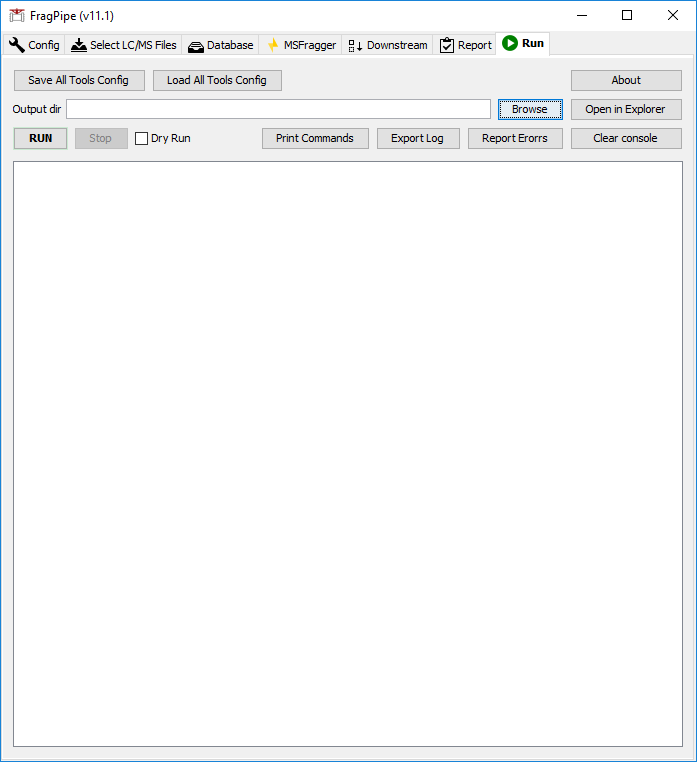 FragPipe (v11.1)
Config Select LC/MS Files Database MSFragger Downstream Report Run
Save All Tools Config Load All Tools Config About
Output dir Browse Open in Explorer
RUN Stop Dry Run Print Commands Export Log Report Erorrs Clear console